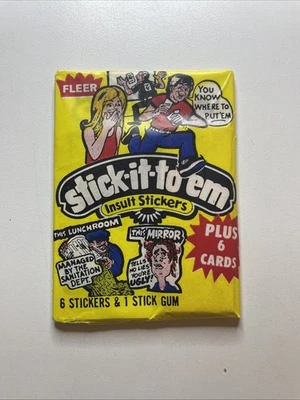 FLEER
YOU
KNOW
WHERE TO
PUT'EM
stick-it-to'em
Insult Stickers
PLUS
6
CARDS
THIS LUNCHROOM
MANAGED
BY THE
SANITATION
DEPT.
THIS MIRROR
TELLS
NO LIES
YOU'RE
UGLY!
6 STICKERS & 1 STICK GUM